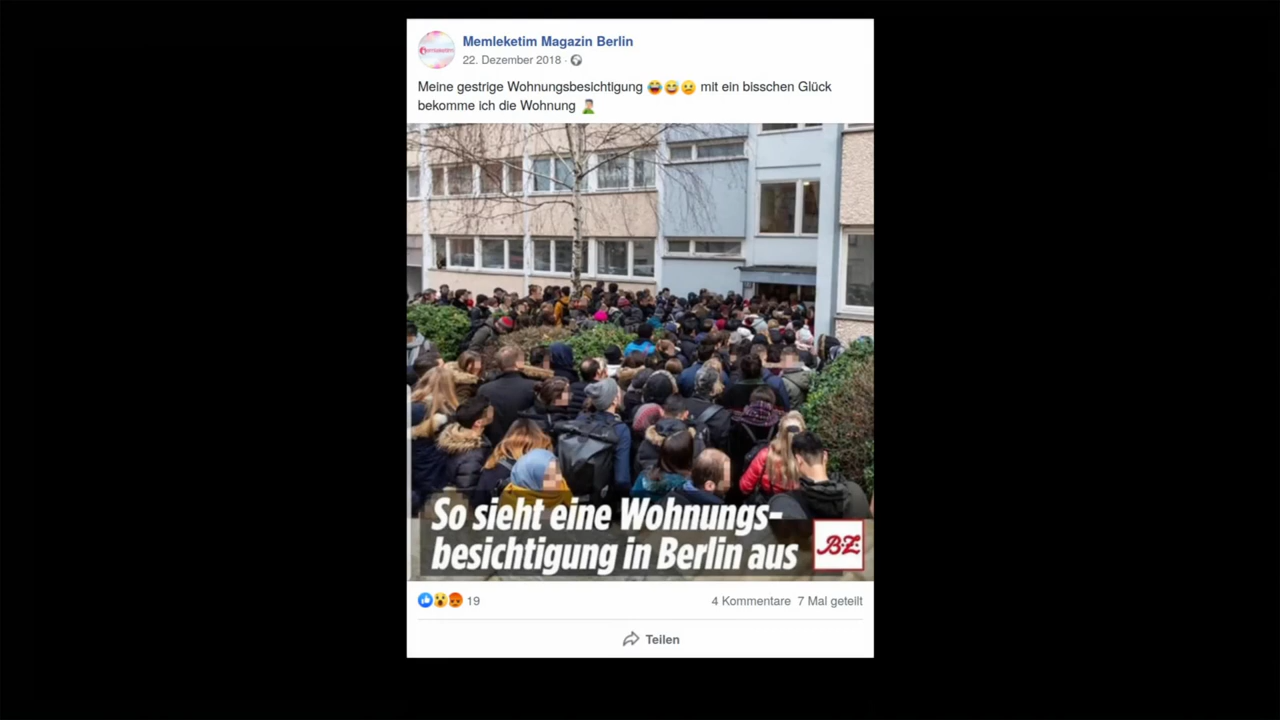 Memleketim Magazin Berlin
22. Dezember 2018 ·
Meine gestrige Wohnungsbesichtigung 😂😅🤒 mit ein bisschen Glück
bekomme ich die Wohnung 🤦
So sieht eine Wohnungs-
besichtigung in Berlin aus
B.Z.
19
4 Kommentare 7 Mal geteilt
Teilen